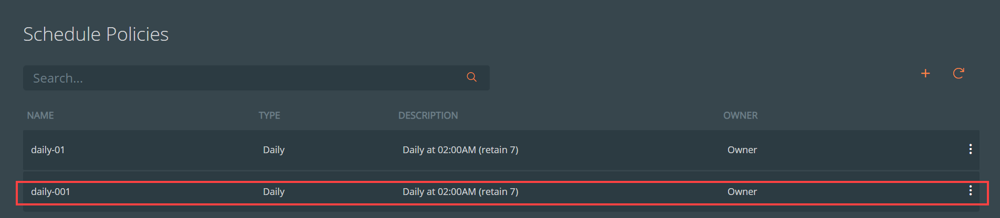 Schedule Policies
Search...
NAME TYPE DESCRIPTION OWNER
daily-01 Daily Daily at 02:00AM (retain 7) Owner
daily-001 Daily Daily at 02:00AM (retain 7) Owner